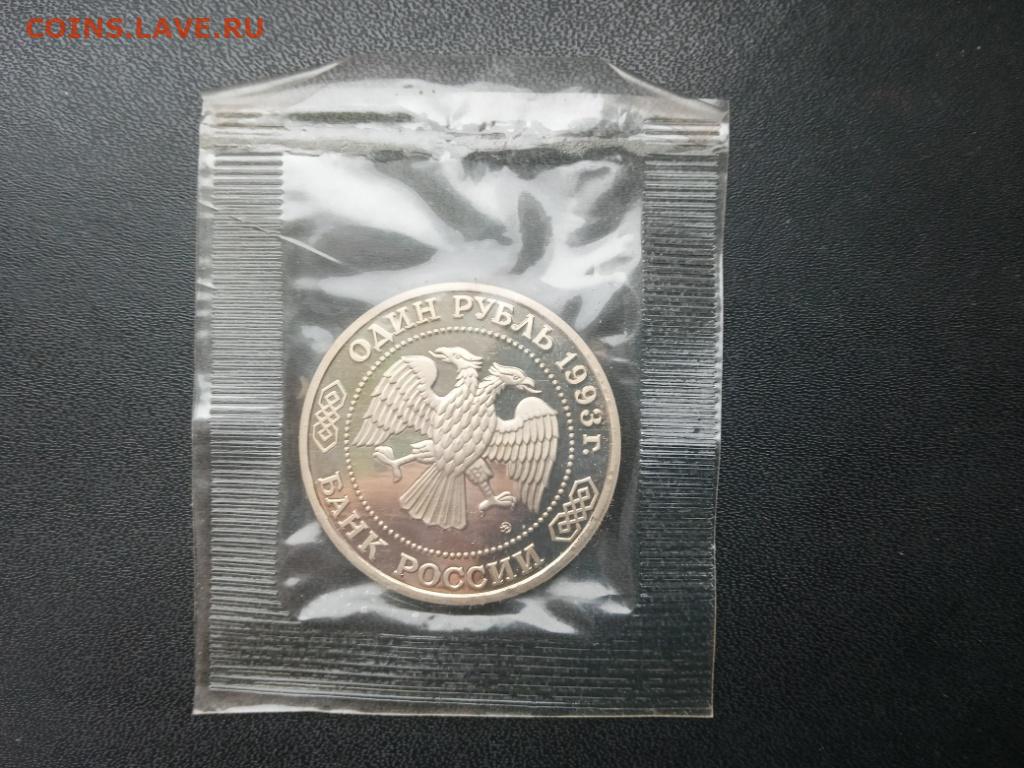 COINS.LAVE.RU
ОДИН РУБЛЬ 1993 г.
БАНК РОССИИ